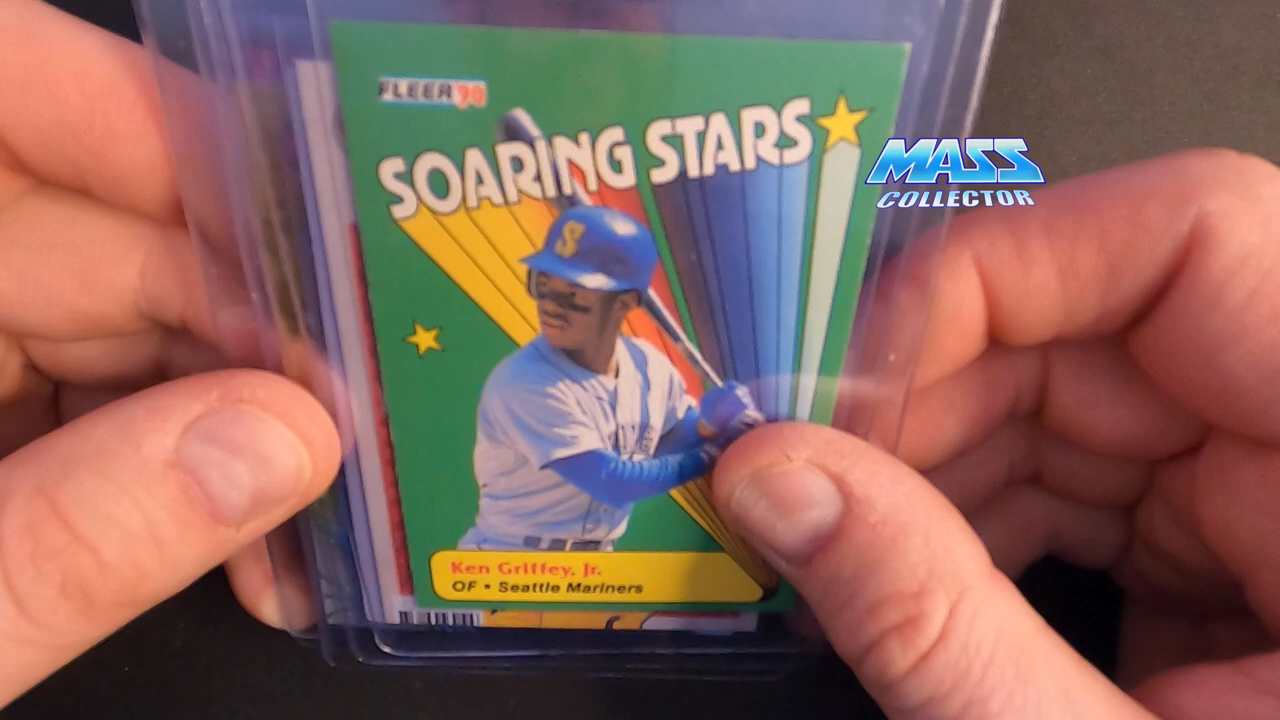 FLEER '90
SOARING STARS
MASS
COLLECTOR
S
Ken Griffey, Jr.
OF • Seattle Mariners